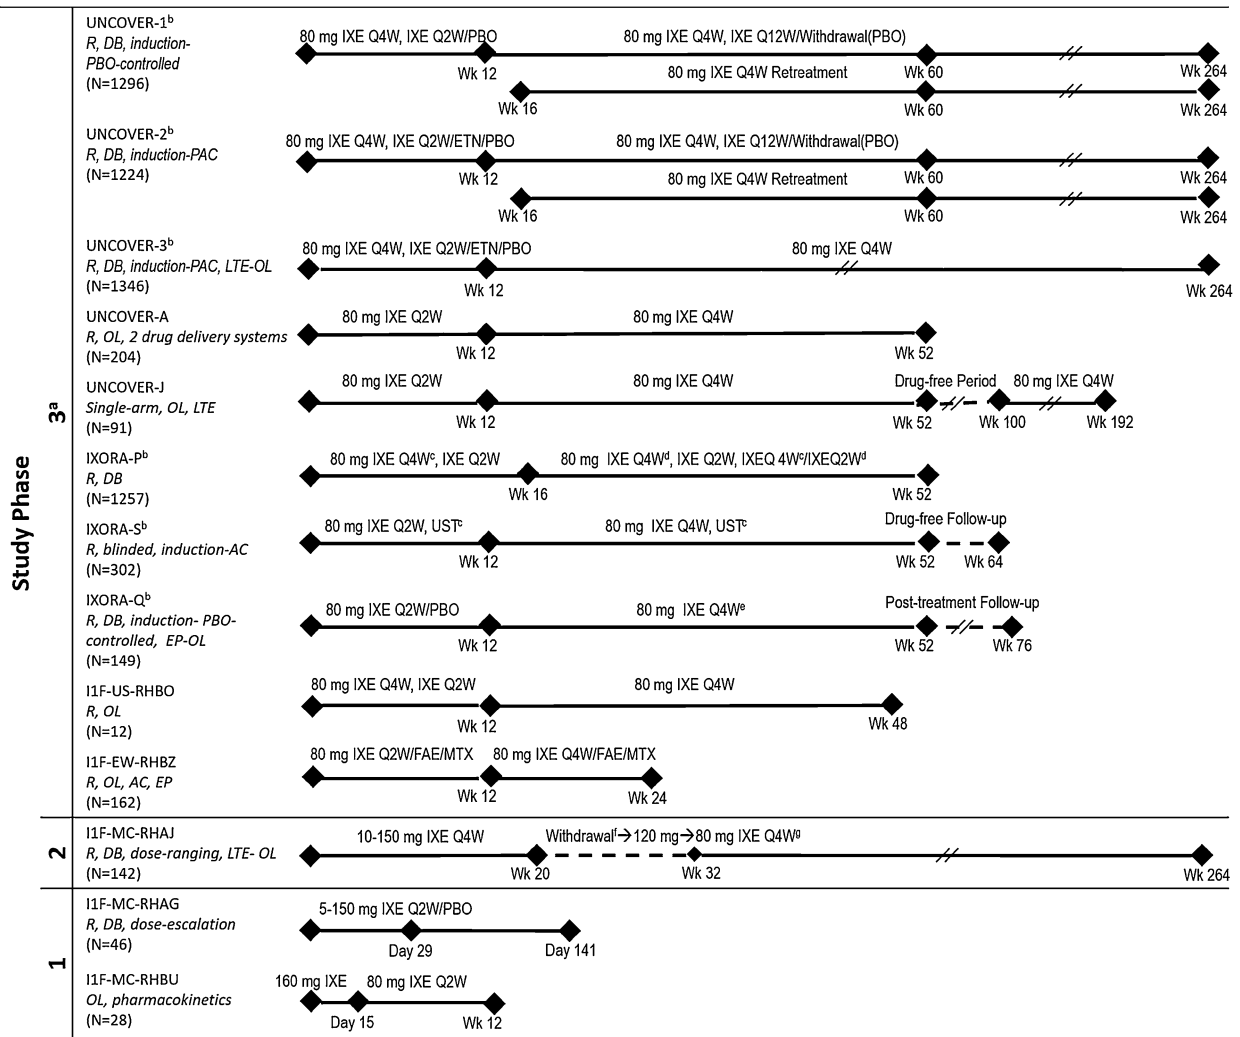 Study Phase
3ᵃ
UNCOVER-1ᵇ
R, DB, induction-
PBO-controlled
(N=1296)
80 mg IXE Q4W, IXE Q2W/PBO
80 mg IXE Q4W, IXE Q12W/Withdrawal(PBO)
Wk 12
Wk 60
Wk 264
80 mg IXE Q4W Retreatment
Wk 16
Wk 60
Wk 264
UNCOVER-2ᵇ
R, DB, induction-PAC
(N=1224)
80 mg IXE Q4W, IXE Q2W/ETN/PBO
80 mg IXE Q4W, IXE Q12W/Withdrawal(PBO)
Wk 12
Wk 60
Wk 264
80 mg IXE Q4W Retreatment
Wk 16
Wk 60
Wk 264
UNCOVER-3ᵇ
R, DB, induction-PAC, LTE-OL
(N=1346)
80 mg IXE Q4W, IXE Q2W/ETN/PBO
80 mg IXE Q4W
Wk 12
Wk 264
UNCOVER-A
R, OL, 2 drug delivery systems
(N=204)
80 mg IXE Q2W
80 mg IXE Q4W
Wk 12
Wk 52
UNCOVER-J
Single-arm, OL, LTE
(N=91)
80 mg IXE Q2W
80 mg IXE Q4W
Drug-free Period
80 mg IXE Q4W
Wk 12
Wk 52
Wk 100
Wk 192
IXORA-Pᵇ
R, DB
(N=1257)
80 mg IXE Q4Wᶜ, IXE Q2W
80 mg IXE Q4Wᵈ, IXE Q2W, IXEQ 4Wᶜ/IXEQ2Wᵈ
Wk 16
Wk 52
IXORA-Sᵇ
R, blinded, induction-AC
(N=302)
80 mg IXE Q2W, USTᶜ
80 mg IXE Q4W, USTᶜ
Drug-free Follow-up
Wk 12
Wk 52
Wk 64
IXORA-Qᵇ
R, DB, induction- PBO-
controlled, EP-OL
(N=149)
80 mg IXE Q2W/PBO
80 mg IXE Q4Wᵉ
Post-treatment Follow-up
Wk 12
Wk 52
Wk 76
I1F-US-RHBO
R, OL
(N=12)
80 mg IXE Q4W, IXE Q2W
80 mg IXE Q4W
Wk 12
Wk 48
I1F-EW-RHBZ
R, OL, AC, EP
(N=162)
80 mg IXE Q2W/FAE/MTX
80 mg IXE Q4W/FAE/MTX
Wk 12
Wk 24
2
I1F-MC-RHAJ
R, DB, dose-ranging, LTE- OL
(N=142)
10-150 mg IXE Q4W
Withdrawalᶠ→120 mg→80 mg IXE Q4Wᵍ
Wk 20
Wk 32
Wk 264
1
I1F-MC-RHAG
R, DB, dose-escalation
(N=46)
5-150 mg IXE Q2W/PBO
Day 29
Day 141
I1F-MC-RHBU
OL, pharmacokinetics
(N=28)
160 mg IXE
80 mg IXE Q2W
Day 15
Wk 12